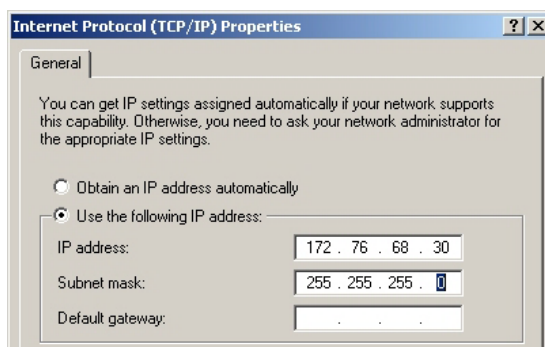 Internet Protocol (TCP/IP) Properties ? X
General
You can get IP settings assigned automatically if your network supports
this capability. Otherwise, you need to ask your network administrator for
the appropriate IP settings.
Obtain an IP address automatically
Use the following IP address:
IP address: 172 . 76 . 68 . 30
Subnet mask: 255 . 255 . 255 . 0
Default gateway: . . .